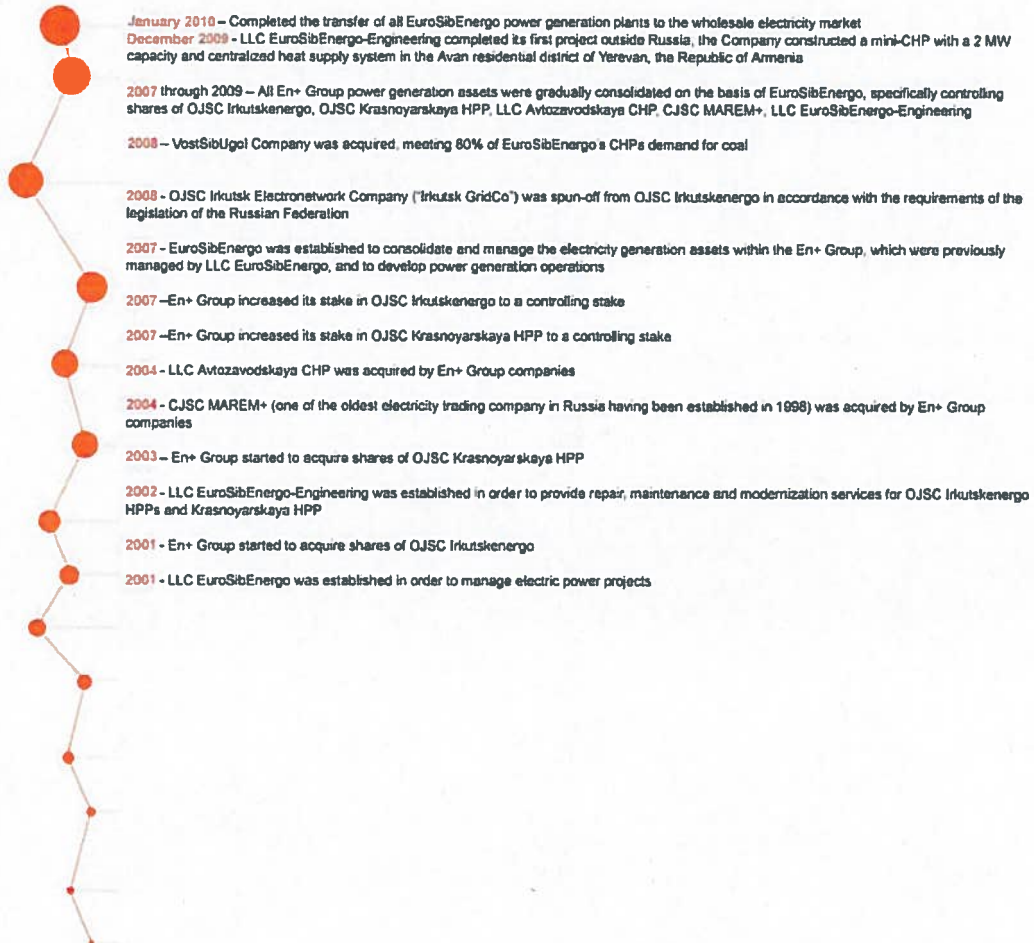 January 2010 – Completed the transfer of all EuroSibEnergo power generation plants to the wholesale electricity market
December 2009 - LLC EuroSibEnergo-Engineering completed its first project outside Russia, the Company constructed a mini-CHP with a 2 MW
capacity and centralized heat supply system in the Avan residential district of Yerevan, the Republic of Armenia
2007 through 2009 – All En+ Group power generation assets were gradually consolidated on the basis of EuroSibEnergo, specifically controlling
shares of OJSC Irkutskenergo, OJSC Krasnoyarskaya HPP, LLC Avtozavodskaya CHP, CJSC MAREM+, LLC EuroSibEnergo-Engineering
2008 – VostSibUgol Company was acquired, meeting 80% of EuroSibEnergo's CHPs demand for coal
2008 - OJSC Irkutsk Electronetwork Company ("Irkutsk GridCo") was spun-off from OJSC Irkutskenergo in accordance with the requirements of the
legislation of the Russian Federation
2007 - EuroSibEnergo was established to consolidate and manage the electricity generation assets within the En+ Group, which were previously
managed by LLC EuroSibEnergo, and to develop power generation operations
2007 –En+ Group increased its stake in OJSC Irkutskenergo to a controlling stake
2007 –En+ Group increased its stake in OJSC Krasnoyarskaya HPP to a controlling stake
2004 - LLC Avtozavodskaya CHP was acquired by En+ Group companies
2004 - CJSC MAREM+ (one of the oldest electricity trading company in Russia having been established in 1998) was acquired by En+ Group
companies
2003 – En+ Group started to acquire shares of OJSC Krasnoyarskaya HPP
2002 - LLC EuroSibEnergo-Engineering was established in order to provide repair, maintenance and modernization services for OJSC Irkutskenergo
HPPs and Krasnoyarskaya HPP
2001 - En+ Group started to acquire shares of OJSC Irkutskenergo
2001 - LLC EuroSibEnergo was established in order to manage electric power projects